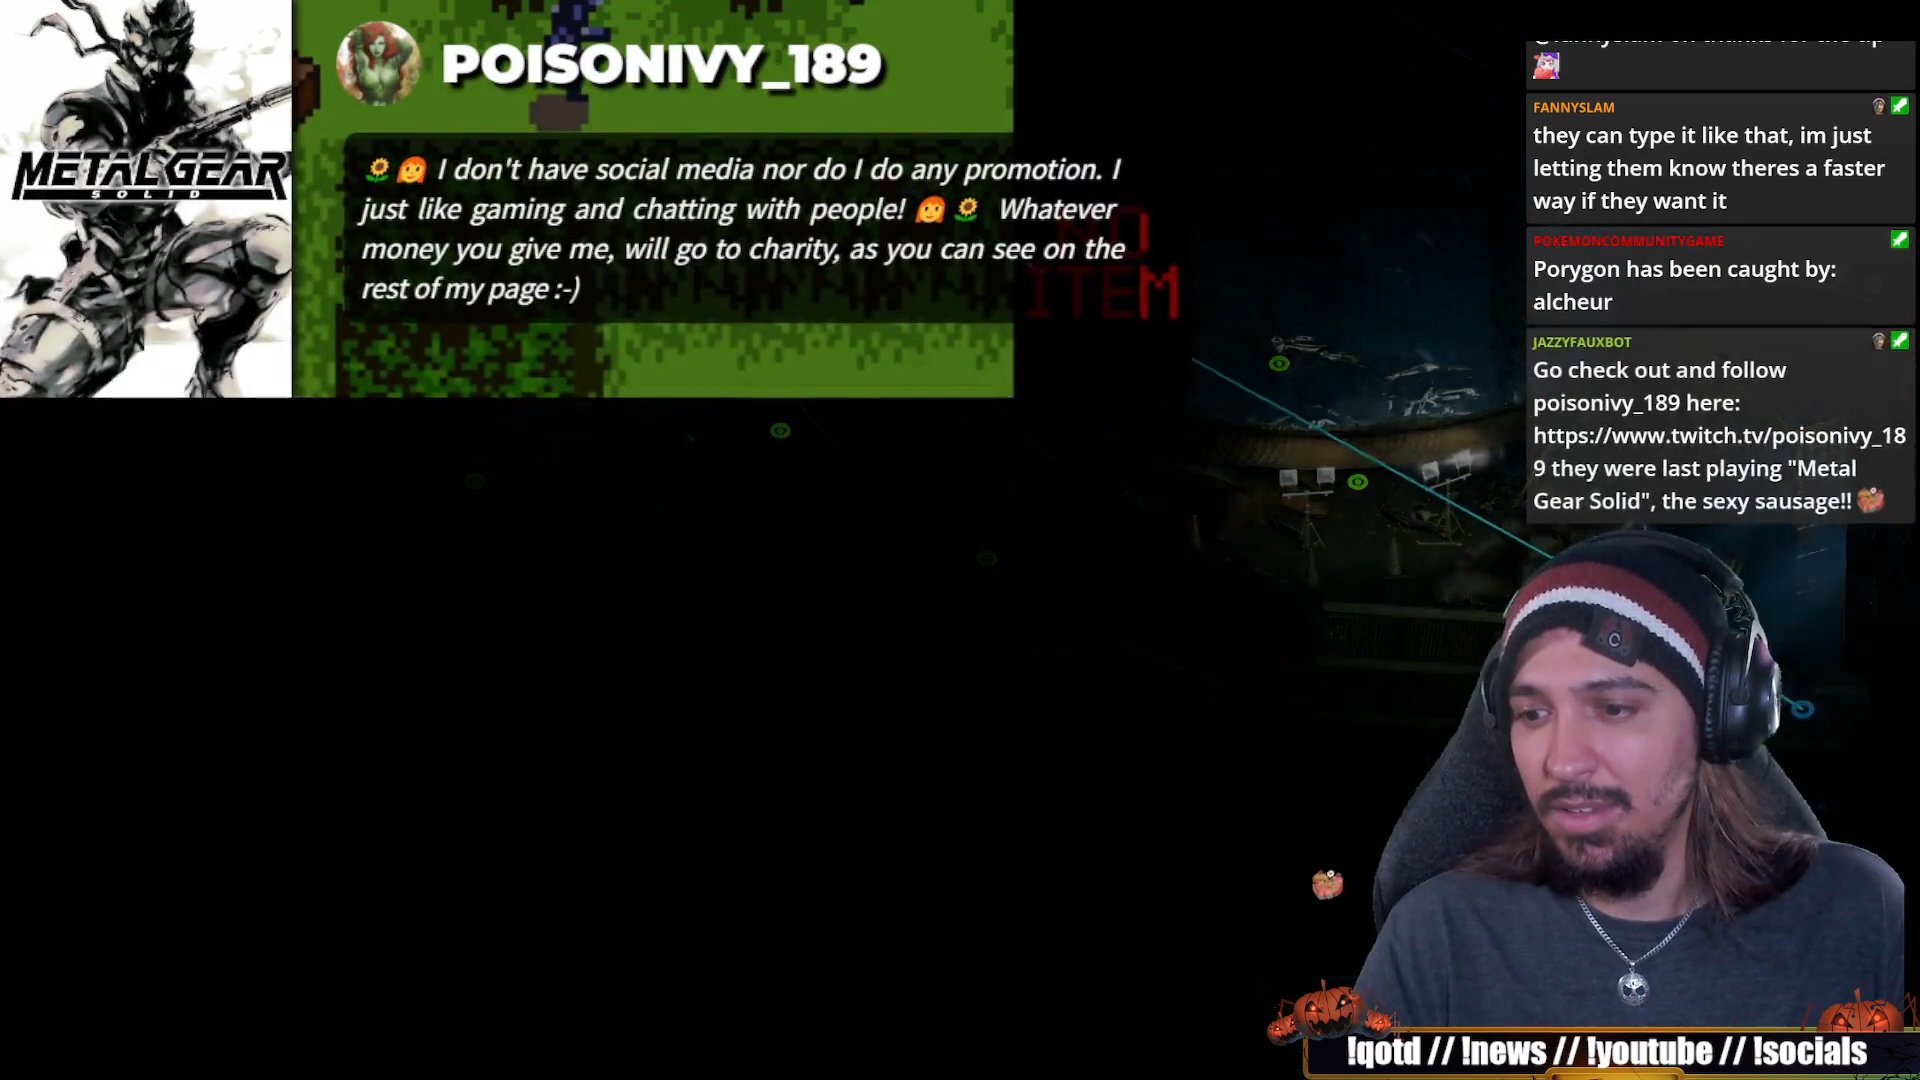 METAL GEAR
SOLID
POISONIVY_189
🌻👩‍🦰 I don't have social media nor do I do any promotion. I
just like gaming and chatting with people! 👩‍🦰🌻 Whatever
money you give me, will go to charity, as you can see on the
rest of my page :-)
NO
ITEM
FANNYSLAM
they can type it like that, im just
letting them know theres a faster
way if they want it
POKEMONCOMMUNITYGAME
Porygon has been caught by:
alcheur
JAZZYFAUXBOT
Go check out and follow
poisonivy_189 here:
https://www.twitch.tv/poisonivy_18
9 they were last playing "Metal
Gear Solid", the sexy sausage!!
!qotd // !news // !youtube // !socials